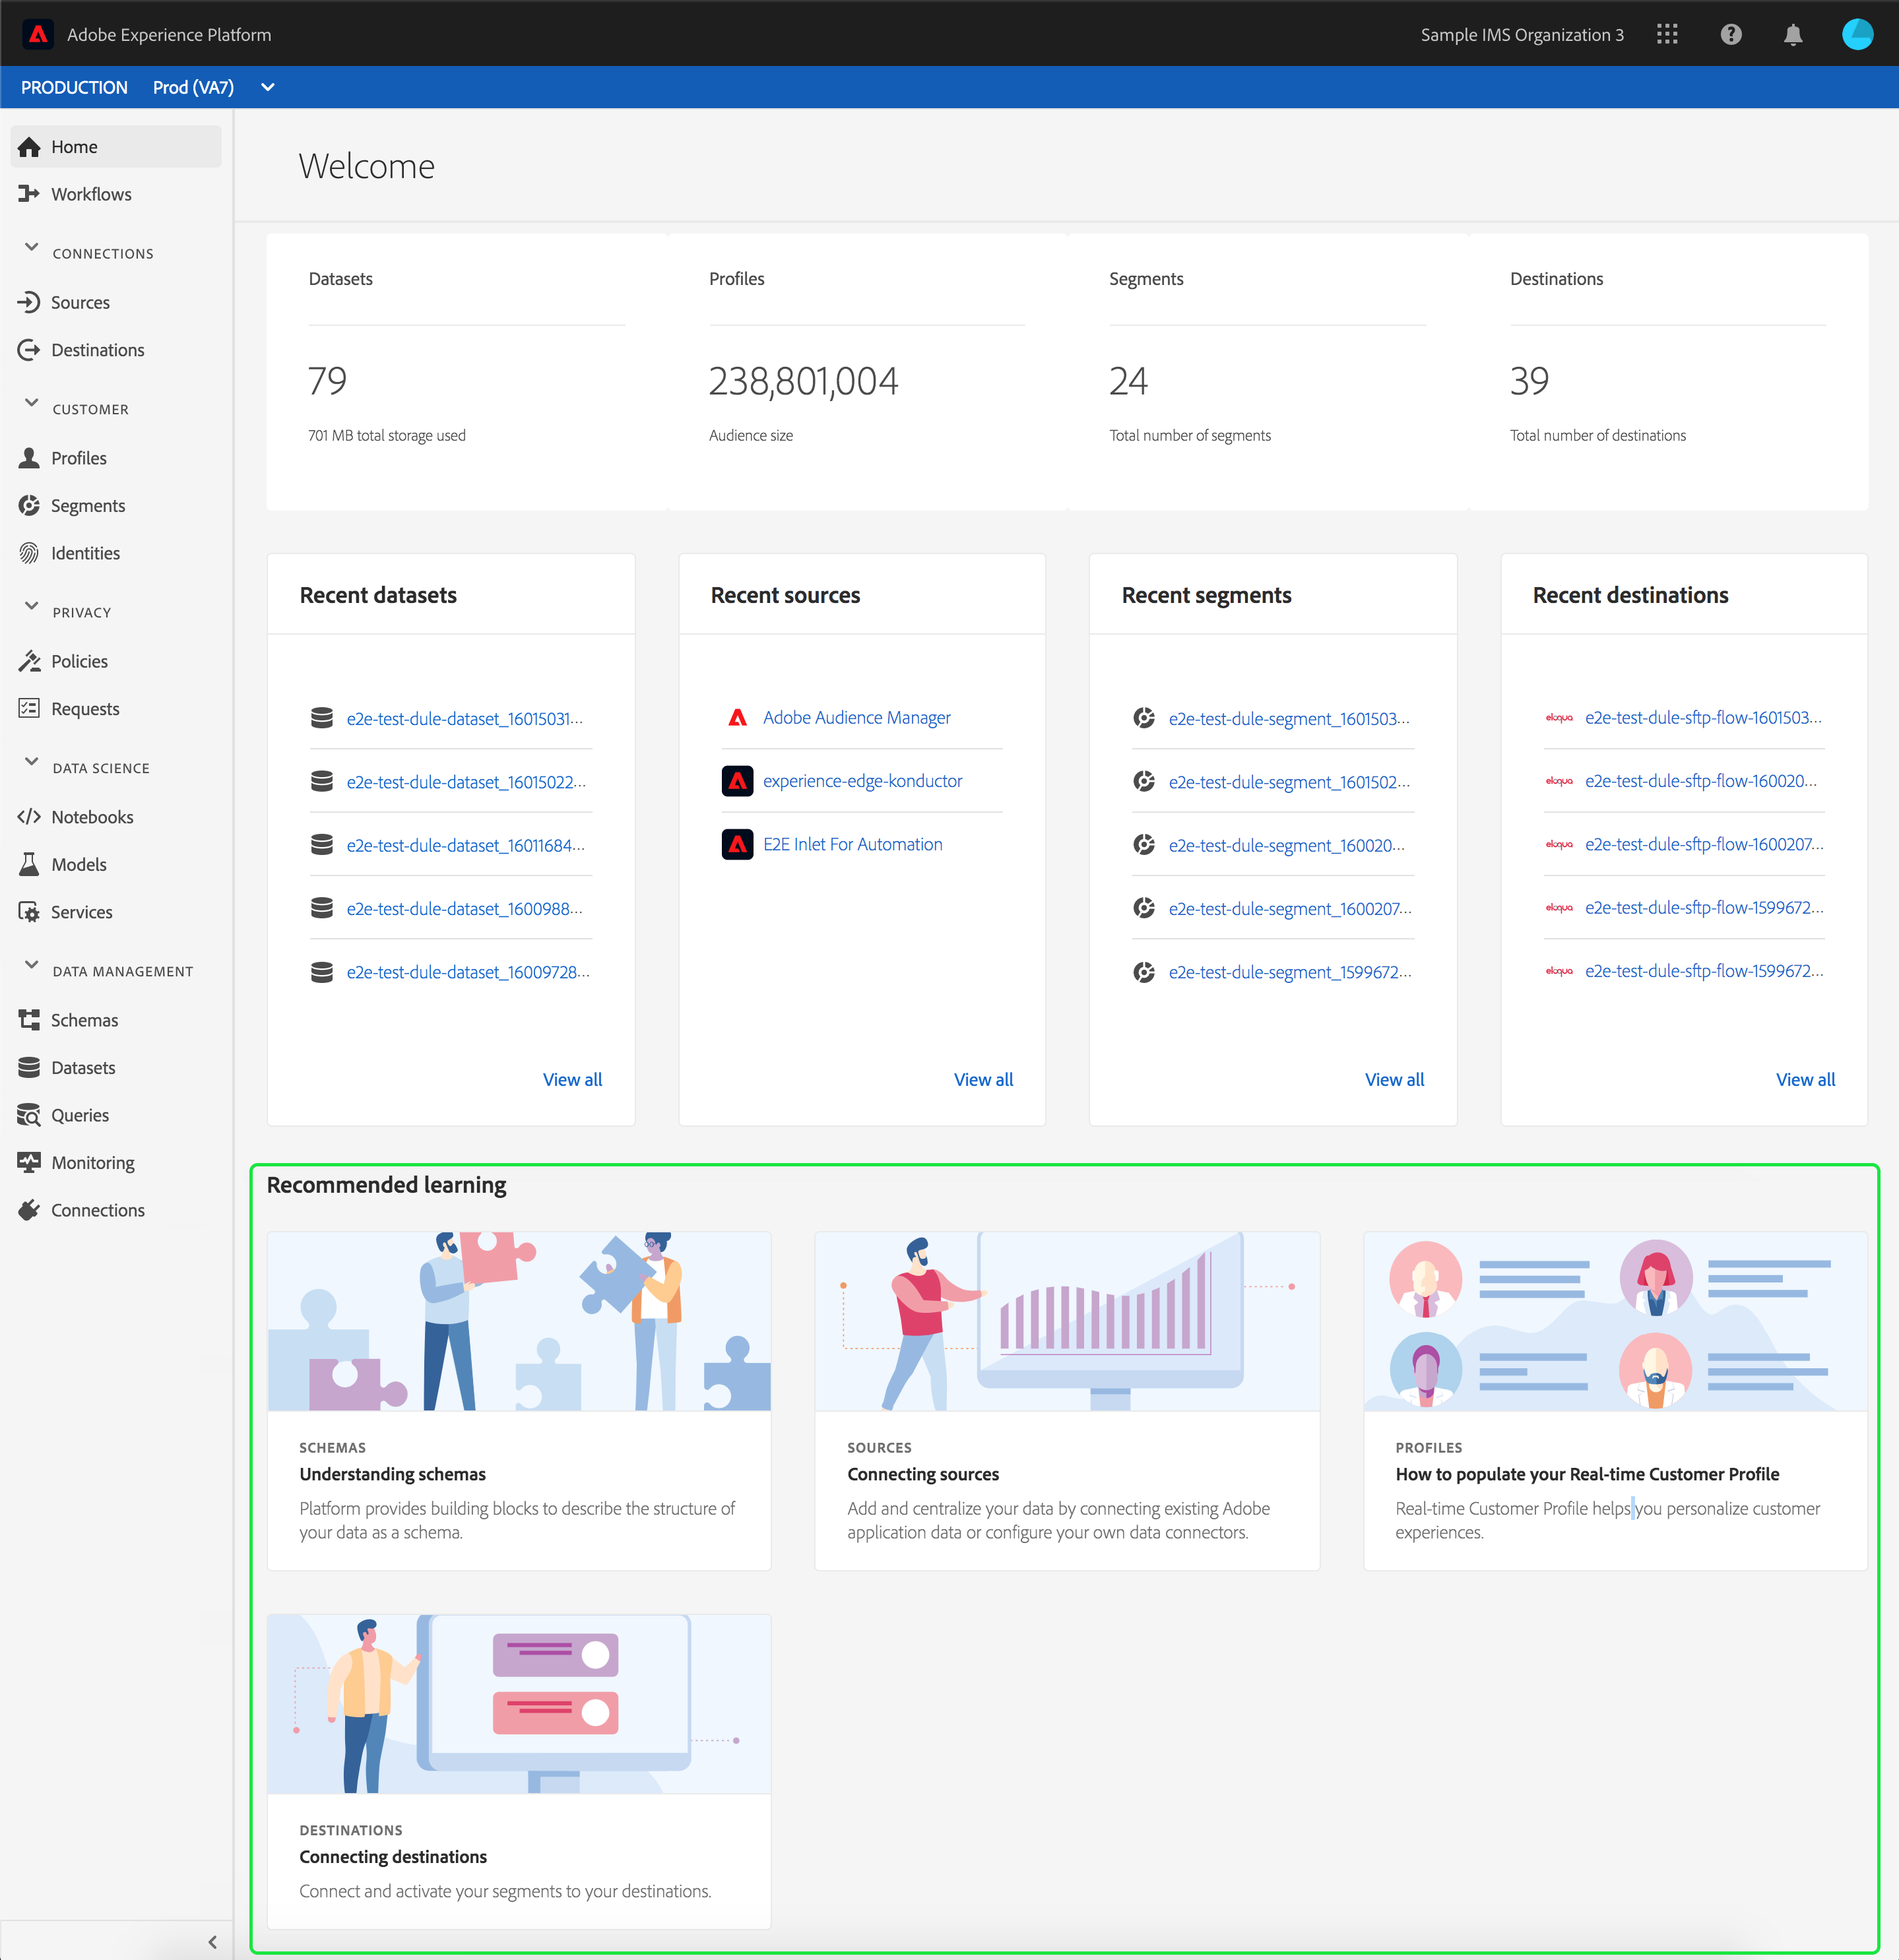 Adobe Experience Platform
Sample IMS Organization 3
PRODUCTION Prod (VA7)
Home
Workflows
CONNECTIONS
Sources
Destinations
CUSTOMER
Profiles
Segments
Identities
PRIVACY
Policies
Requests
DATA SCIENCE
Notebooks
Models
Services
DATA MANAGEMENT
Schemas
Datasets
Queries
Monitoring
Connections
Welcome
Datasets
79
701 MB total storage used
Profiles
238,801,004
Audience size
Segments
24
Total number of segments
Destinations
39
Total number of destinations
Recent datasets
e2e-test-dule-dataset_16015031...
e2e-test-dule-dataset_16015022...
e2e-test-dule-dataset_16011684...
e2e-test-dule-dataset_1600988...
e2e-test-dule-dataset_16009728...
View all
Recent sources
Adobe Audience Manager
experience-edge-konductor
E2E Inlet For Automation
View all
Recent segments
e2e-test-dule-segment_1601503...
e2e-test-dule-segment_1601502...
e2e-test-dule-segment_160020...
e2e-test-dule-segment_1600207...
e2e-test-dule-segment_1599672...
View all
Recent destinations
eloqua e2e-test-dule-sftp-flow-1601503...
eloqua e2e-test-dule-sftp-flow-160020...
eloqua e2e-test-dule-sftp-flow-1600207...
eloqua e2e-test-dule-sftp-flow-1599672...
eloqua e2e-test-dule-sftp-flow-1599672...
View all
Recommended learning
SCHEMAS
Understanding schemas
Platform provides building blocks to describe the structure of
your data as a schema.
SOURCES
Connecting sources
Add and centralize your data by connecting existing Adobe
application data or configure your own data connectors.
PROFILES
How to populate your Real-time Customer Profile
Real-time Customer Profile helps you personalize customer
experiences.
DESTINATIONS
Connecting destinations
Connect and activate your segments to your destinations.